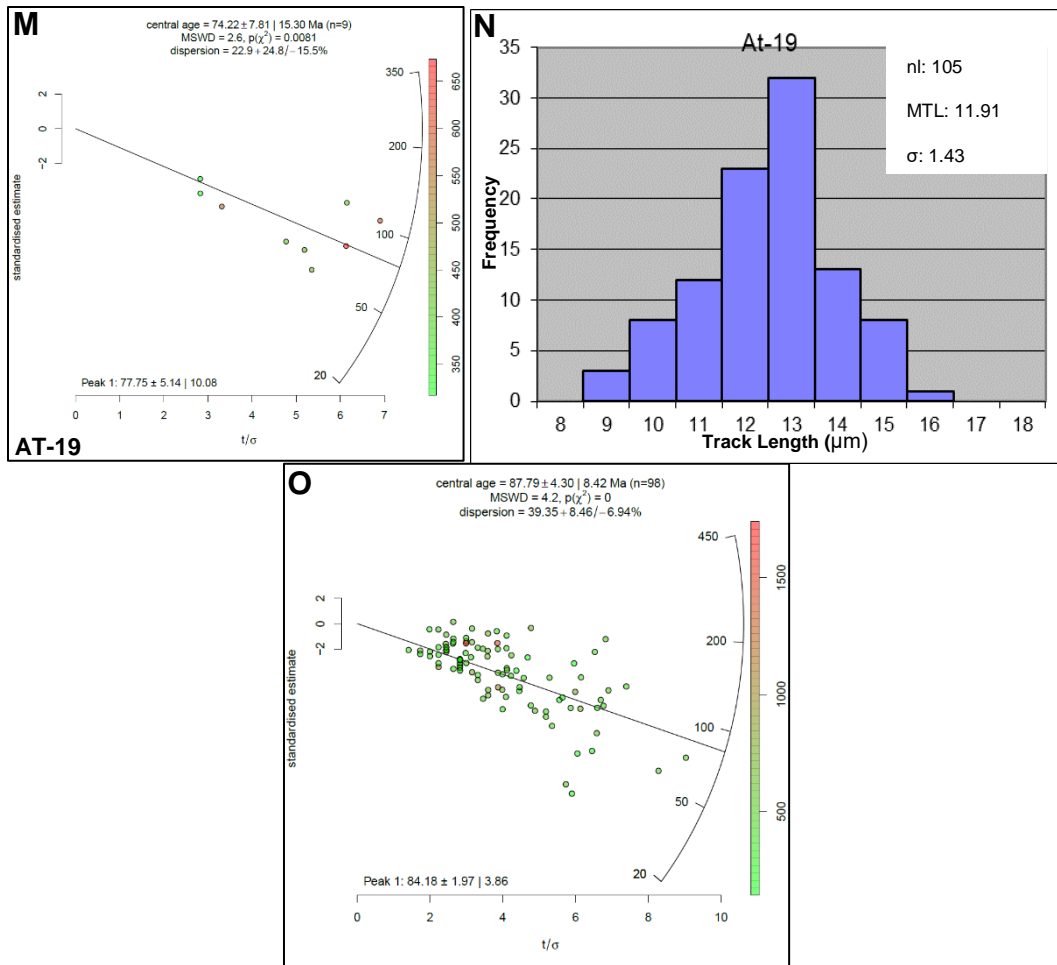 M
central age = 74.22 ± 7.81 | 15.30 Ma (n=9)
MSWD = 2.6, p(χ²) = 0.0081
dispersion = 22.9 + 24.8/− 15.5%
standardised estimate
2
0
−2
350
200
100
50
20
650
600
550
500
450
400
350
Peak 1: 77.75 ± 5.14 | 10.08
0 1 2 3 4 5 6 7
t/σ
AT-19
N
At-19
nl: 105
MTL: 11.91
σ: 1.43
Frequency
35
30
25
20
15
10
5
0
8 9 10 11 12 13 14 15 16 17 18
Track Length (μm)
O
central age = 87.79 ± 4.30 | 8.42 Ma (n=98)
MSWD = 4.2, p(χ²) = 0
dispersion = 39.35 + 8.46/− 6.94%
standardised estimate
2
0
−2
450
200
100
50
20
1500
1000
500
Peak 1: 84.18 ± 1.97 | 3.86
0 2 4 6 8 10
t/σ